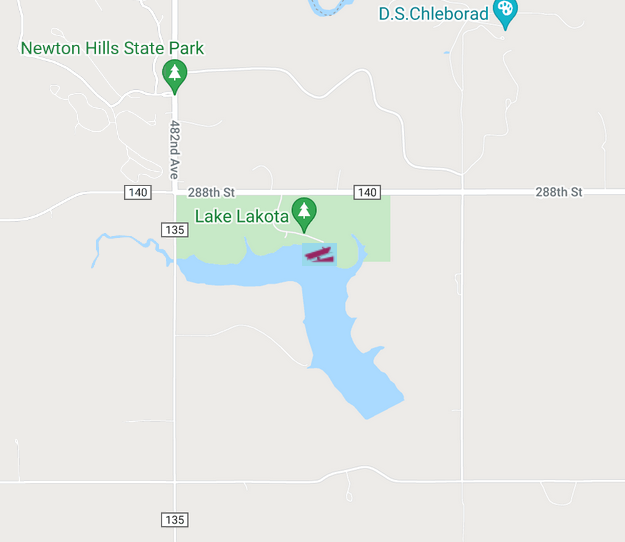 D.S.Chleborad
Newton Hills State Park
482nd Ave
140
288th St
140
288th St
Lake Lakota
135
135